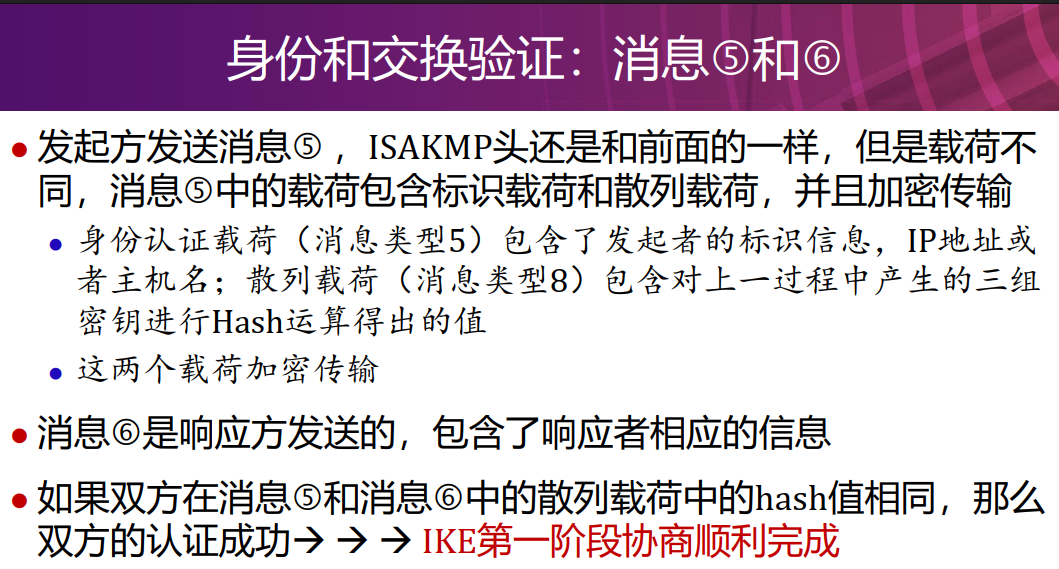 身份和交换验证：消息⑤和⑥
• 发起方发送消息⑤ ，ISAKMP头还是和前面的一样，但是载荷不
同，消息⑤中的载荷包含标识载荷和散列载荷，并且加密传输
• 身份认证载荷（消息类型5）包含了发起者的标识信息，IP地址或
者主机名；散列载荷（消息类型8）包含对上一过程中产生的三组
密钥进行Hash运算得出的值
• 这两个载荷加密传输
• 消息⑥是响应方发送的，包含了响应者相应的信息
• 如果双方在消息⑤和消息⑥中的散列载荷中的hash值相同，那么
双方的认证成功→ → → IKE第一阶段协商顺利完成